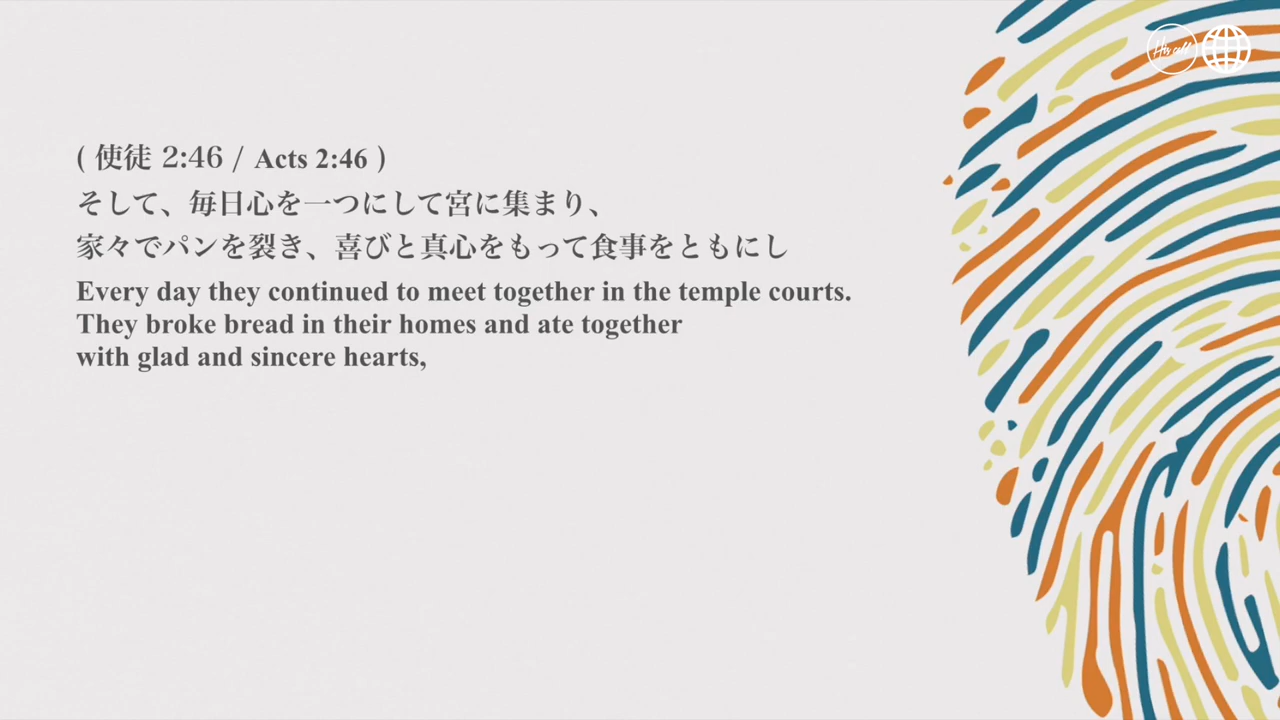 His call
( 使徒 2:46 / Acts 2:46 )
そして、毎日心を一つにして宮に集まり、
家々でパンを裂き、喜びと真心をもって食事をともにし
Every day they continued to meet together in the temple courts.
They broke bread in their homes and ate together
with glad and sincere hearts,